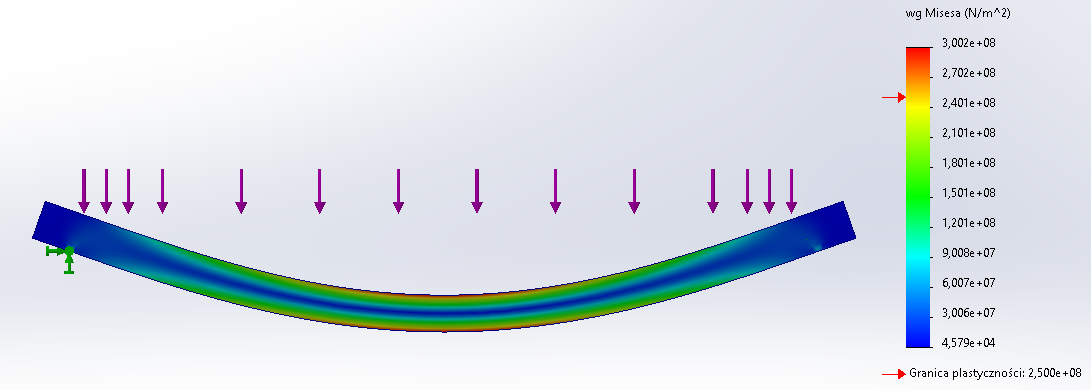 wg Misesa (N/m^2)
3,002e+08
2,702e+08
2,401e+08
2,101e+08
1,801e+08
1,501e+08
1,201e+08
9,008e+07
6,007e+07
3,006e+07
4,579e+04
Granica plastyczności: 2,500e+08